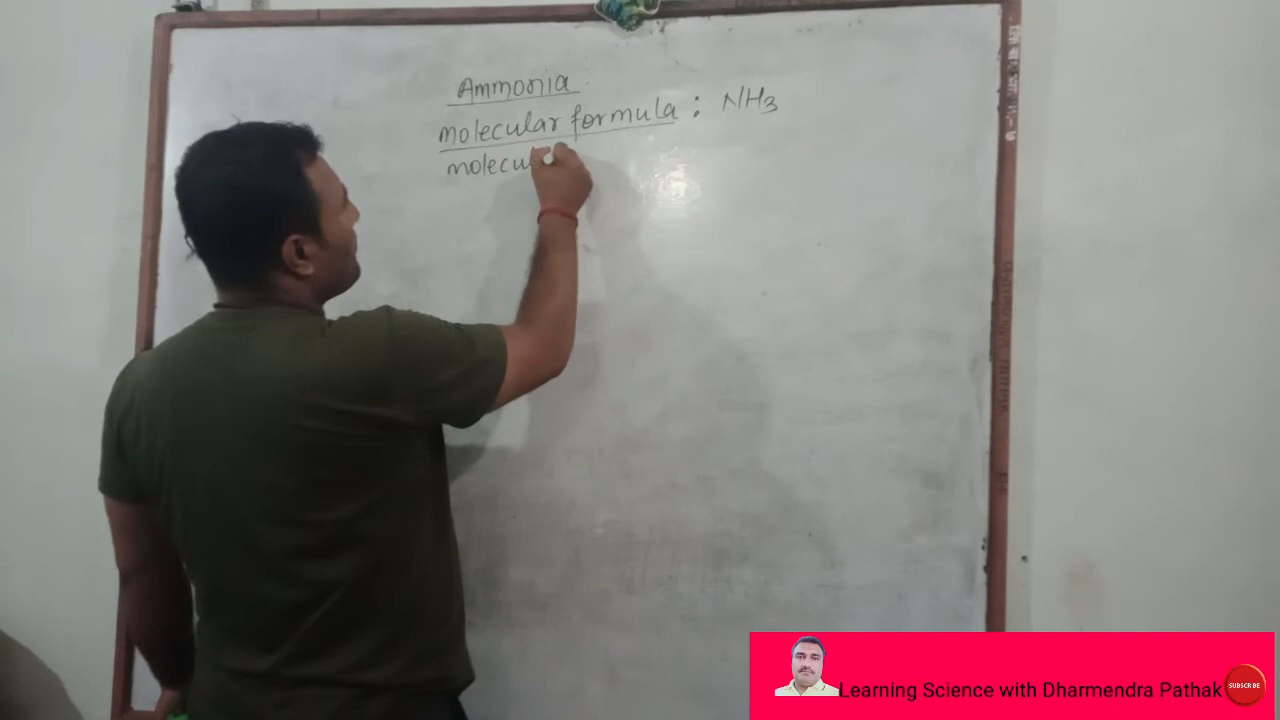 Ammonia
molecular formula : NH3
molecu
Learning Science with Dharmendra Pathak
SUBSCRIBE